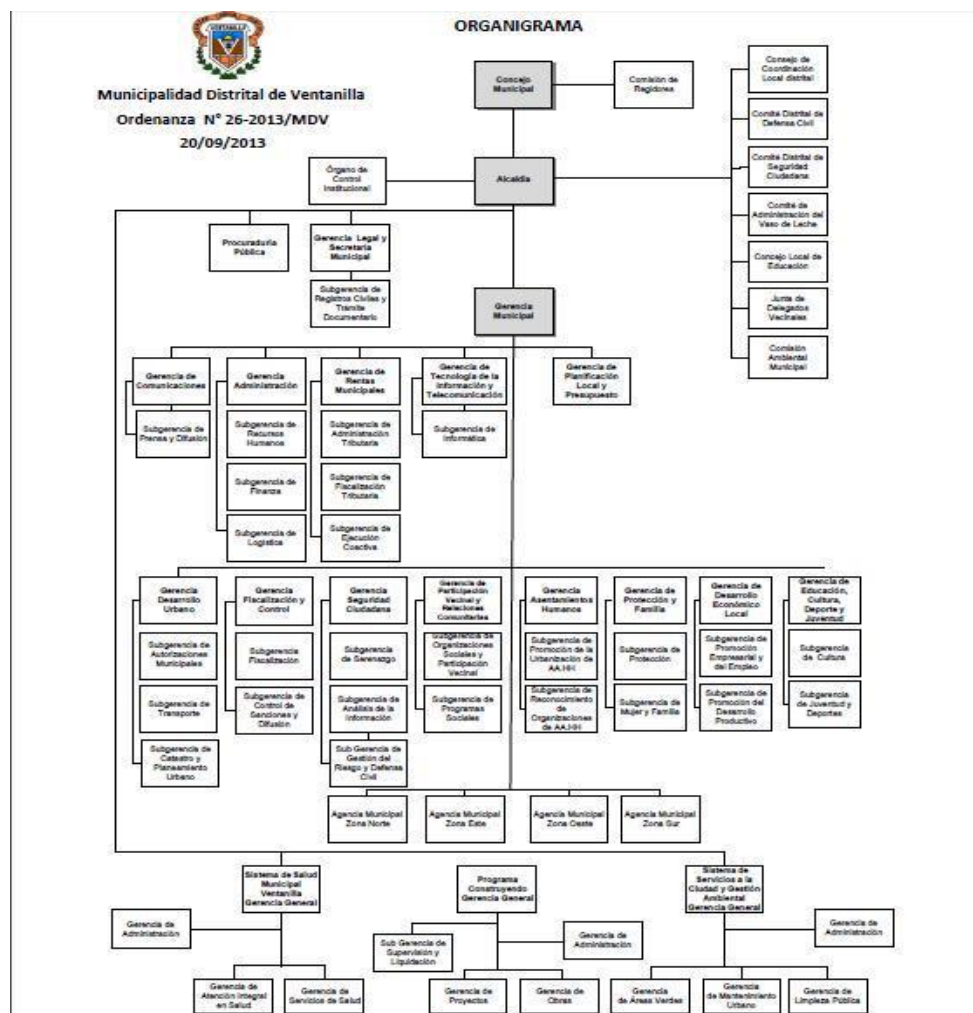 ORGANIGRAMA
VENTANILLA
Municipalidad Distrital de Ventanilla
Ordenanza N° 26-2013/MDV
20/09/2013
Concejo
Municipal
Comisión de
Regidores
Consejo de
Coordinación
Local distrital
Comité Distrital de
Defensa Civil
Comité Distrital de
Seguridad
Ciudadana
Comité de
Administración del
Vaso de Leche
Concejo Local de
Educación
Junta de
Delegados
Vecinales
Comisión
Ambiental
Municipal
Órgano de
Control
Institucional
Alcaldía
Procuraduría
Pública
Gerencia Legal y
Secretaría
Municipal
Subgerencia de
Registros Civiles y
Trámite
Documentario
Gerencia
Municipal
Gerencia de
Comunicaciones
Gerencia
Administración
Gerencia de
Rentas
Municipales
Gerencia de
Tecnología de la
Información y
Telecomunicación
Gerencia de
Planificación
Local y
Presupuesto
Subgerencia de
Prensa y Difusión
Subgerencia de
Recursos
Humanos
Subgerencia de
Administración
Tributaria
Subgerencia de
Informática
Subgerencia de
Finanza
Subgerencia de
Fiscalización
Tributaria
Subgerencia de
Logística
Subgerencia de
Ejecución
Coactiva
Gerencia
Desarrollo
Urbano
Gerencia
Fiscalización y
Control
Gerencia
Seguridad
Ciudadana
Gerencia de
Participación
Vecinal y
Relaciones
Comunitarias
Gerencia
Asentamientos
Humanos
Gerencia de
Protección y
Familia
Gerencia de
Desarrollo
Económico
Local
Gerencia de
Educación,
Cultura,
Deporte y
Juventud
Subgerencia de
Autorizaciones
Municipales
Subgerencia
Fiscalización
Subgerencia
de Serenazgo
Subgerencia de
Organizaciones
Sociales y
Participación
Vecinal
Subgerencia de
Promoción de la
Urbanización de
AA.HH
Subgerencia de
Protección
Subgerencia de
Promoción
Empresarial y
del Empleo
Subgerencia
de Cultura
Subgerencia de
Transporte
Subgerencia de
Control de
Sanciones y
Difusión
Subgerencia de
Análisis de la
Información
Subgerencia de
Programas
Sociales
Subgerencia de
Reconocimiento
de
Organizaciones
de AA.HH
Subgerencia de
Mujer y Familia
Subgerencia de
Promoción del
Desarrollo
Productivo
Subgerencia
de Juventud y
Deportes
Subgerencia de
Catastro y
Planeamiento
Urbano
Sub Gerencia de
Gestión del
Riesgo y Defensa
Civil
Agencia Municipal
Zona Norte
Agencia Municipal
Zona Este
Agencia Municipal
Zona Oeste
Agencia Municipal
Zona Sur
Sistema de Salud
Municipal
Ventanilla
Gerencia General
Programa
Construyendo
Gerencia General
Sistema de
Servicios a la
Ciudad y Gestión
Ambiental
Gerencia General
Gerencia de
Administración
Sub Gerencia de
Supervisión y
Liquidación
Gerencia de
Administración
Gerencia de
Administración
Gerencia de
Atención Integral
en Salud
Gerencia de
Servicios de Salud
Gerencia de
Proyectos
Gerencia de
Obras
Gerencia
de Áreas Verdes
Gerencia
de Mantenimiento
Urbano
Gerencia de
Limpieza Pública